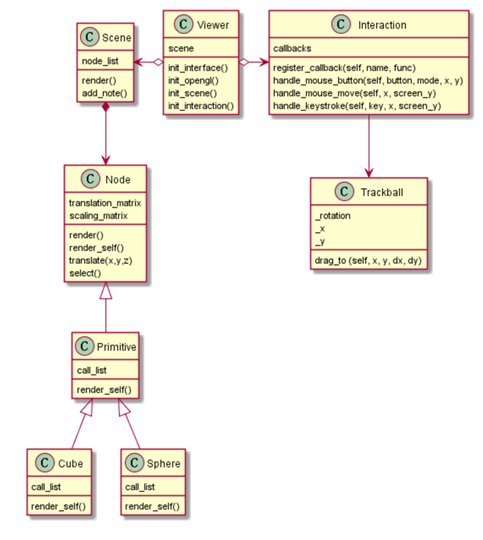 C Scene
node_list
render()
add_note()
C Viewer
scene
init_interface()
init_opengl()
init_scene()
init_interaction()
C Interaction
callbacks
register_callback(self, name, func)
handle_mouse_button(self, button, mode, x, y)
handle_mouse_move(self, x, screen_y)
handle_keystroke(self, key, x, screen_y)
C Node
translation_matrix
scaling_matrix
render()
render_self()
translate(x,y,z)
select()
C Trackball
_rotation
_x
_y
drag_to (self, x, y, dx, dy)
C Primitive
call_list
render_self()
C Cube
call_list
render_self()
C Sphere
call_list
render_self()